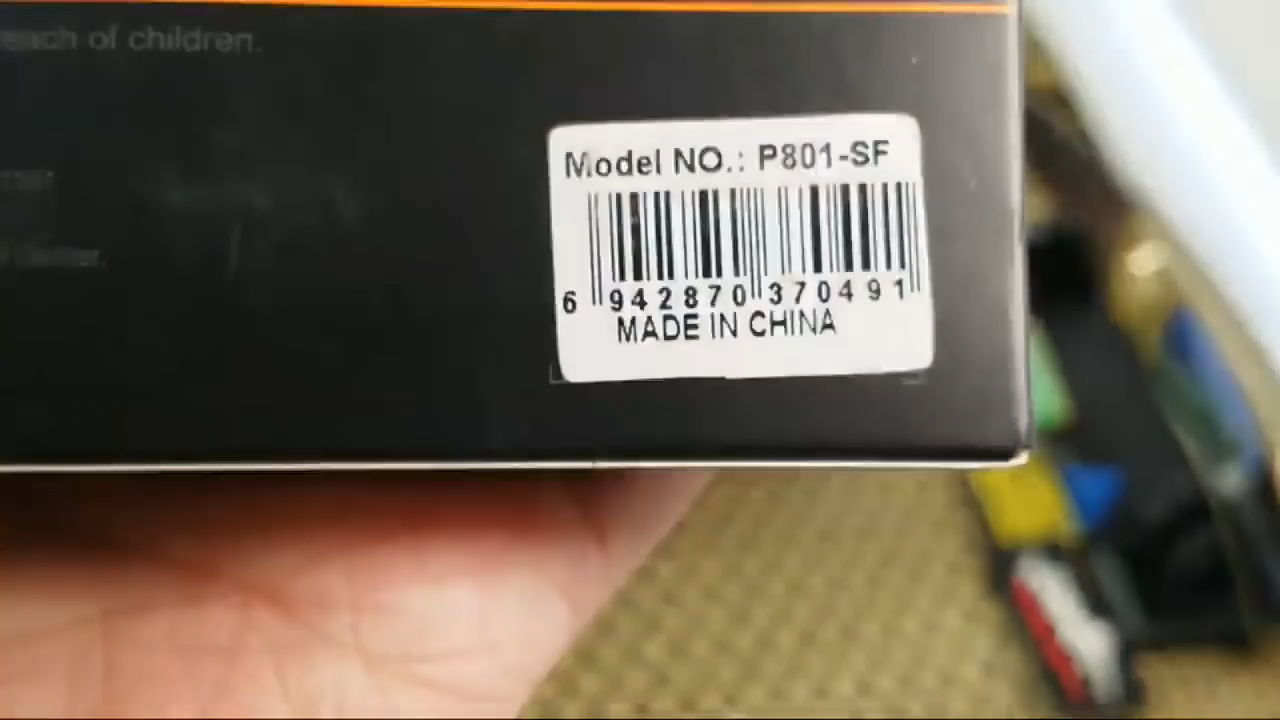 each of children.
Model NO.: P801-SF
6 942870 370491
MADE IN CHINA